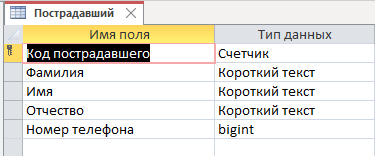 Пострадавший
Имя поля Тип данных
Код пострадавшего Счетчик
Фамилия Короткий текст
Имя Короткий текст
Отчество Короткий текст
Номер телефона bigint